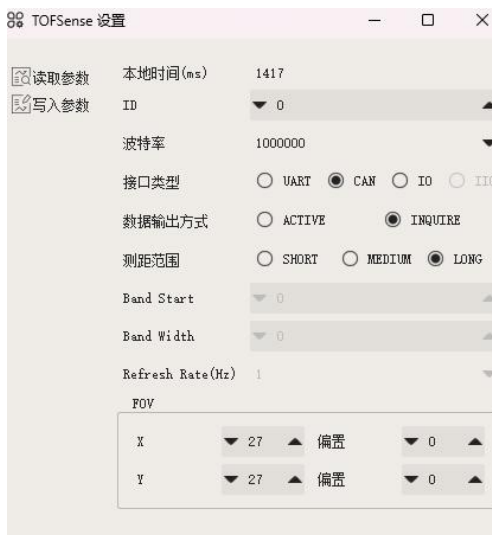 TOFSense 设置
读取参数
写入参数
本地时间(ms) 1417
ID 0
波特率 1000000
接口类型 UART CAN IO IIC
数据输出方式 ACTIVE INQUIRE
测距范围 SHORT MEDIUM LONG
Band Start 0
Band Width 0
Refresh Rate(Hz) 1
FOV
X 27 偏置 0
Y 27 偏置 0